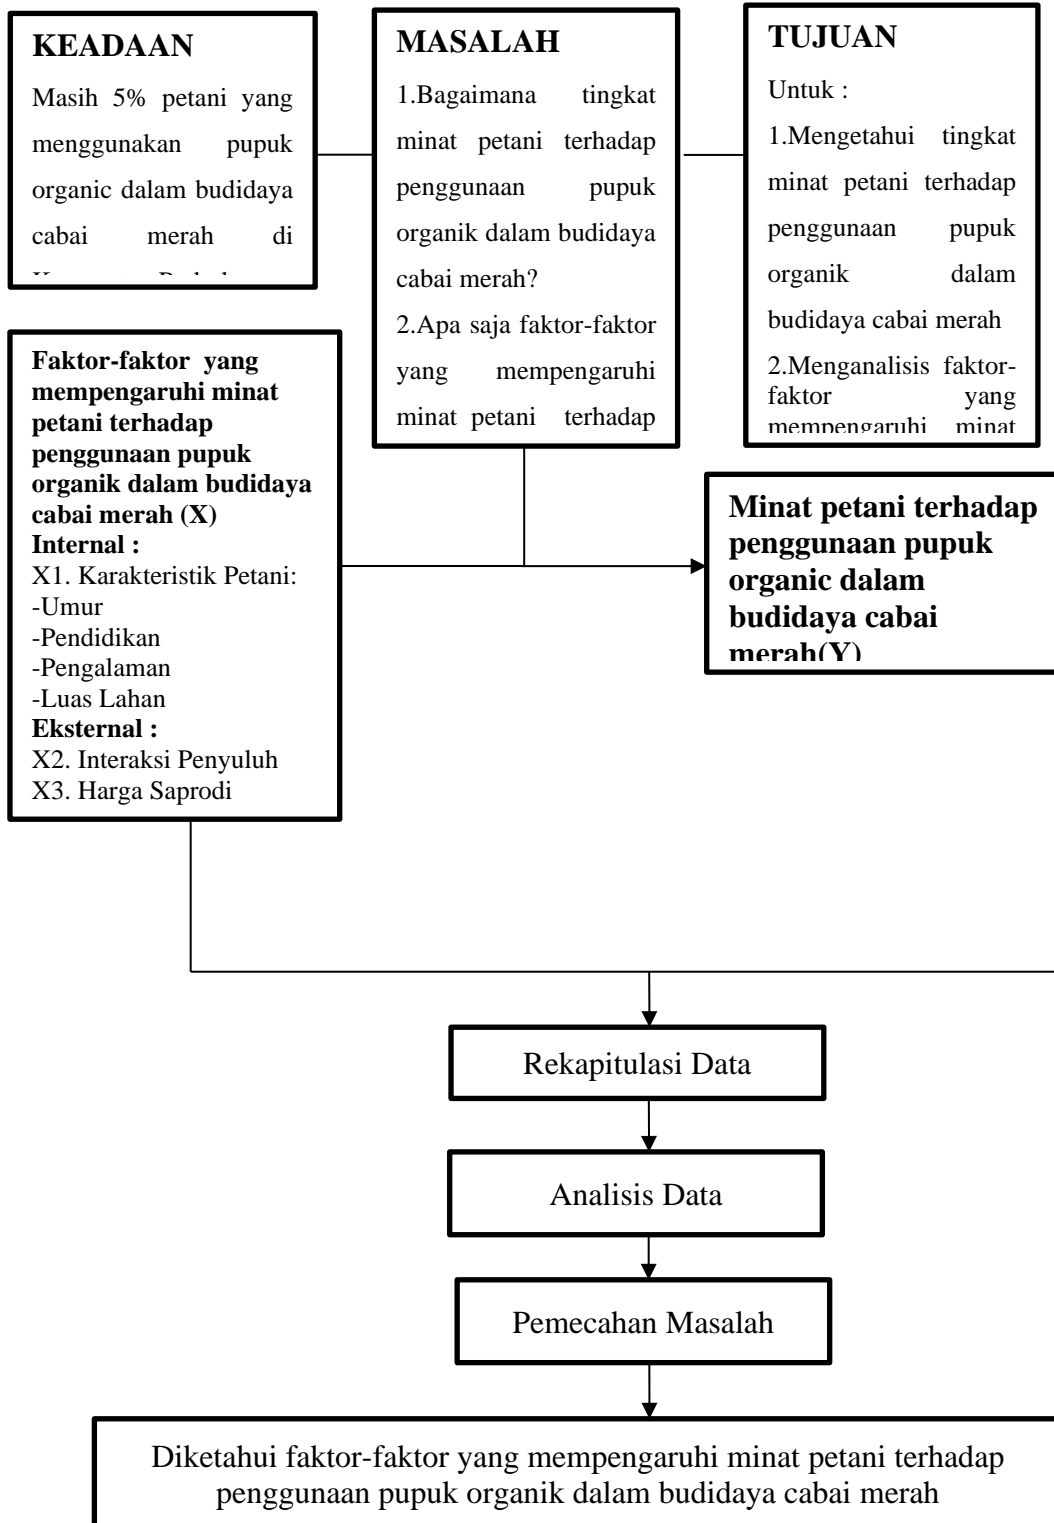 KEADAAN
Masih 5% petani yang
menggunakan pupuk
organic dalam budidaya
cabai merah di
MASALAH
1.Bagaimana tingkat
minat petani terhadap
penggunaan pupuk
organik dalam budidaya
cabai merah?
2.Apa saja faktor-faktor
yang mempengaruhi
minat petani terhadap
TUJUAN
Untuk :
1.Mengetahui tingkat
minat petani terhadap
penggunaan pupuk
organik dalam
budidaya cabai merah
2.Menganalisis faktor-
faktor yang
mempengaruhi minat
Faktor-faktor yang
mempengaruhi minat
petani terhadap
penggunaan pupuk
organik dalam budidaya
cabai merah (X)
Internal :
X1. Karakteristik Petani:
-Umur
-Pendidikan
-Pengalaman
-Luas Lahan
Eksternal :
X2. Interaksi Penyuluh
X3. Harga Saprodi
Minat petani terhadap
penggunaan pupuk
organic dalam
budidaya cabai
merah(Y)
Rekapitulasi Data
Analisis Data
Pemecahan Masalah
Diketahui faktor-faktor yang mempengaruhi minat petani terhadap
penggunaan pupuk organik dalam budidaya cabai merah